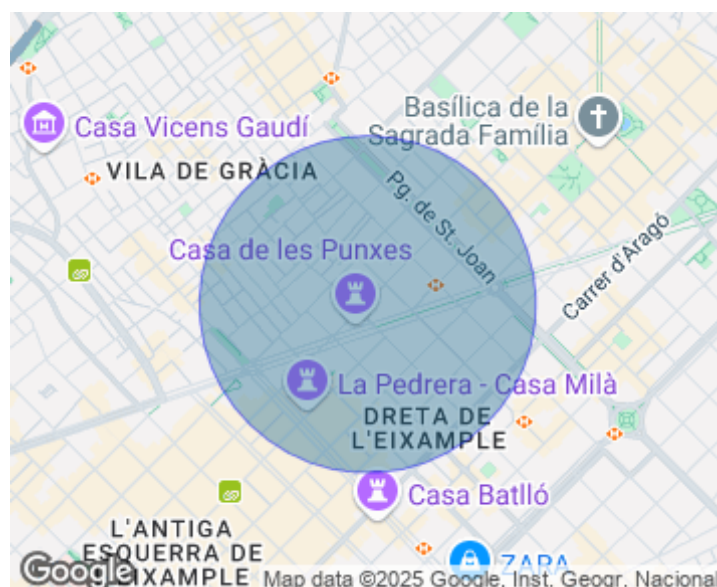 Basílica de la
Sagrada Família
Casa Vicens Gaudí
VILA DE GRÀCIA
Pg. de St. Joan
Casa de les Punxes
Carrer d'Aragó
La Pedrera - Casa Milà
DRETA DE
L'EIXAMPLE
Casa Batlló
L'ANTIGA
ESQUERRA DE
L'EIXAMPLE
ZARA
Google
Map data ©2025 Google, Inst. Geogr. Nacional